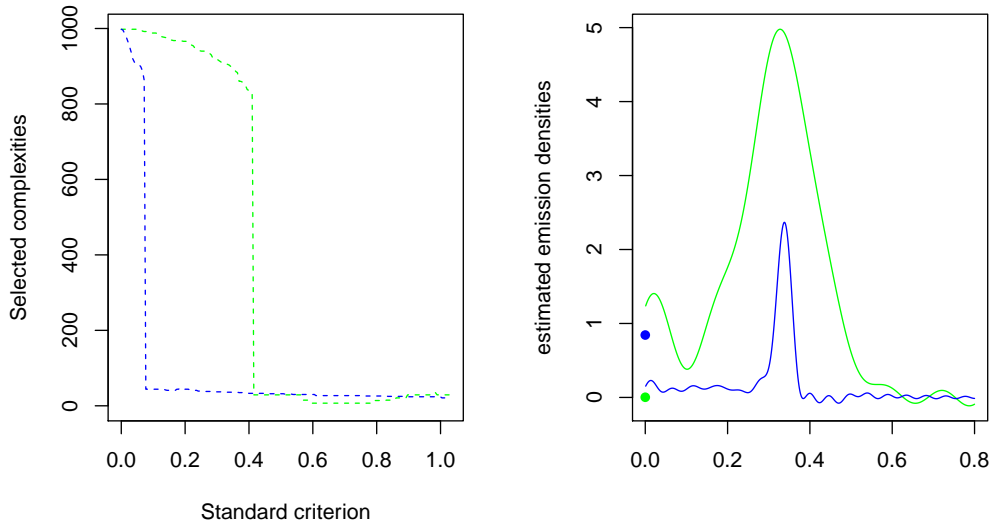 Selected complexities
1000
800
600
400
200
0
0.0 0.2 0.4 0.6 0.8 1.0
Standard criterion
estimated emission densities
5
4
3
2
1
0
0.0 0.2 0.4 0.6 0.8